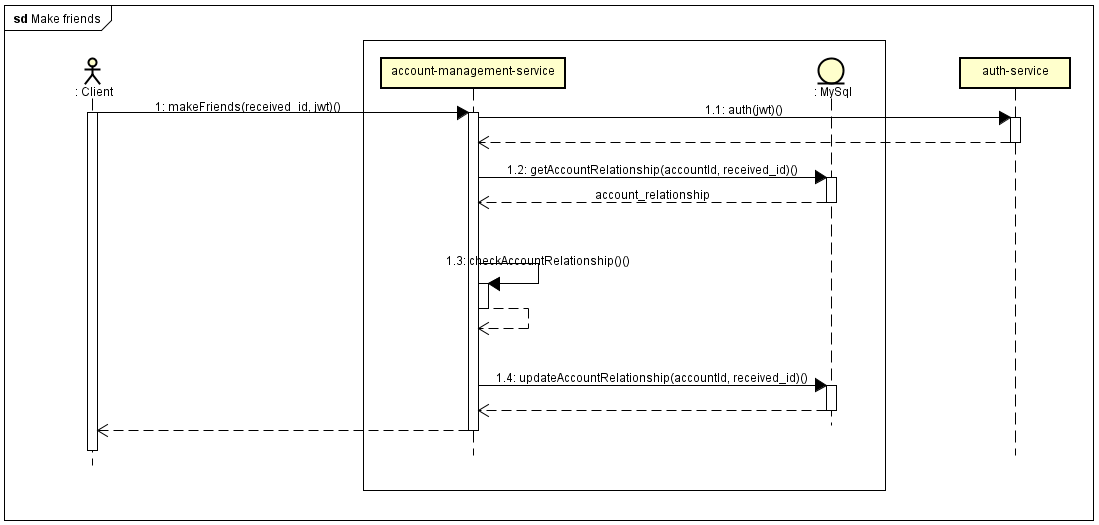 sd Make friends
account-management-service
auth-service
: Client
: MySql
1: makeFriends(received_id, jwt)()
1.1: auth(jwt)()
1.2: getAccountRelationship(accountId, received_id)()
account_relationship
1.3: checkAccountRelationship()()
1.4: updateAccountRelationship(accountId, received_id)()